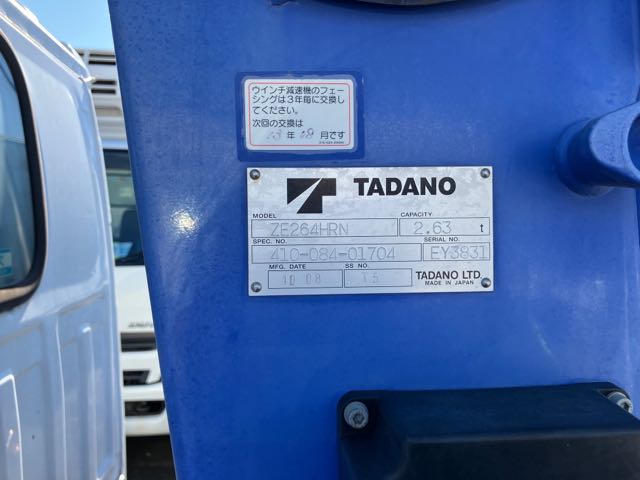 ウインチ減速機のフェー
シングは3年毎に交換し
てください。
次回の交換は
年 月です
TADANO
MODEL CAPACITY
ZE264HRN 2.63 t
SPEC. NO. SERIAL NO.
410-084-01704 EY3831
MFG. DATE SS NO.
10 08 15
TADANO LTD.
MADE IN JAPAN